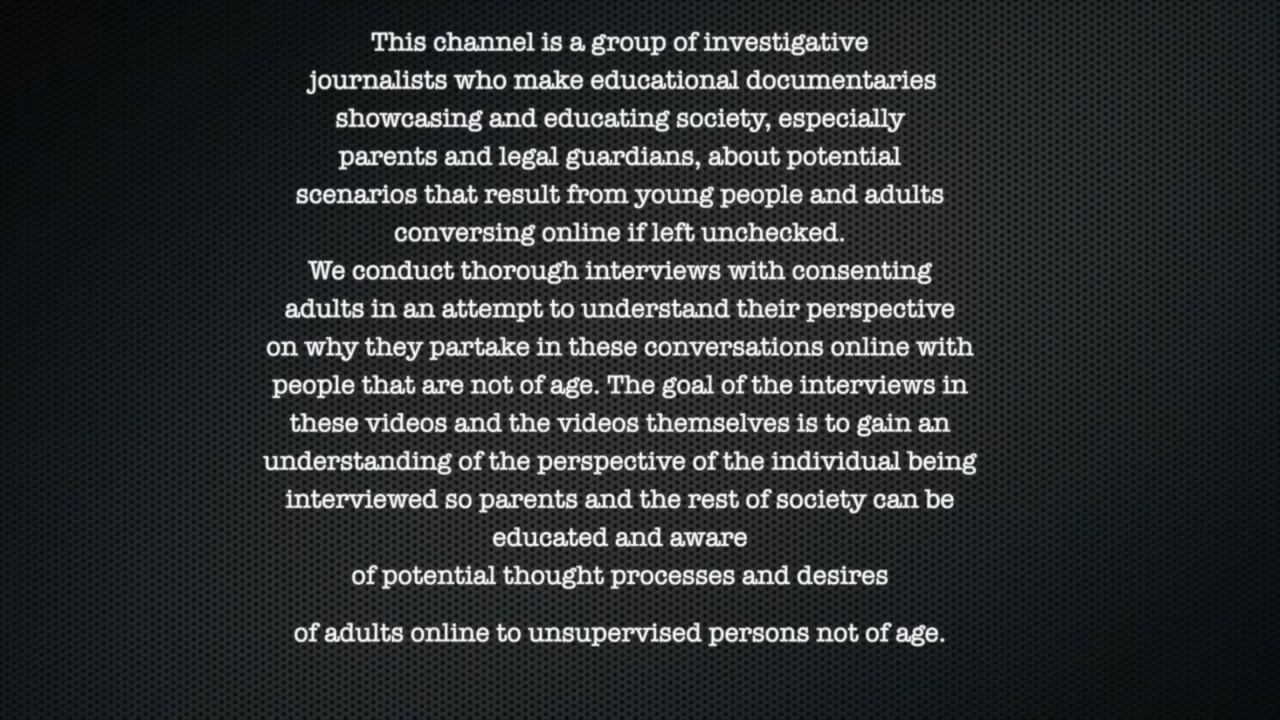 This channel is a group of investigative
journalists who make educational documentaries
showcasing and educating society, especially
parents and legal guardians, about potential
scenarios that result from young people and adults
conversing online if left unchecked.
We conduct thorough interviews with consenting
adults in an attempt to understand their perspective
on why they partake in these conversations online with
people that are not of age. The goal of the interviews in
these videos and the videos themselves is to gain an
understanding of the perspective of the individual being
interviewed so parents and the rest of society can be
educated and aware
of potential thought processes and desires
of adults online to unsupervised persons not of age.